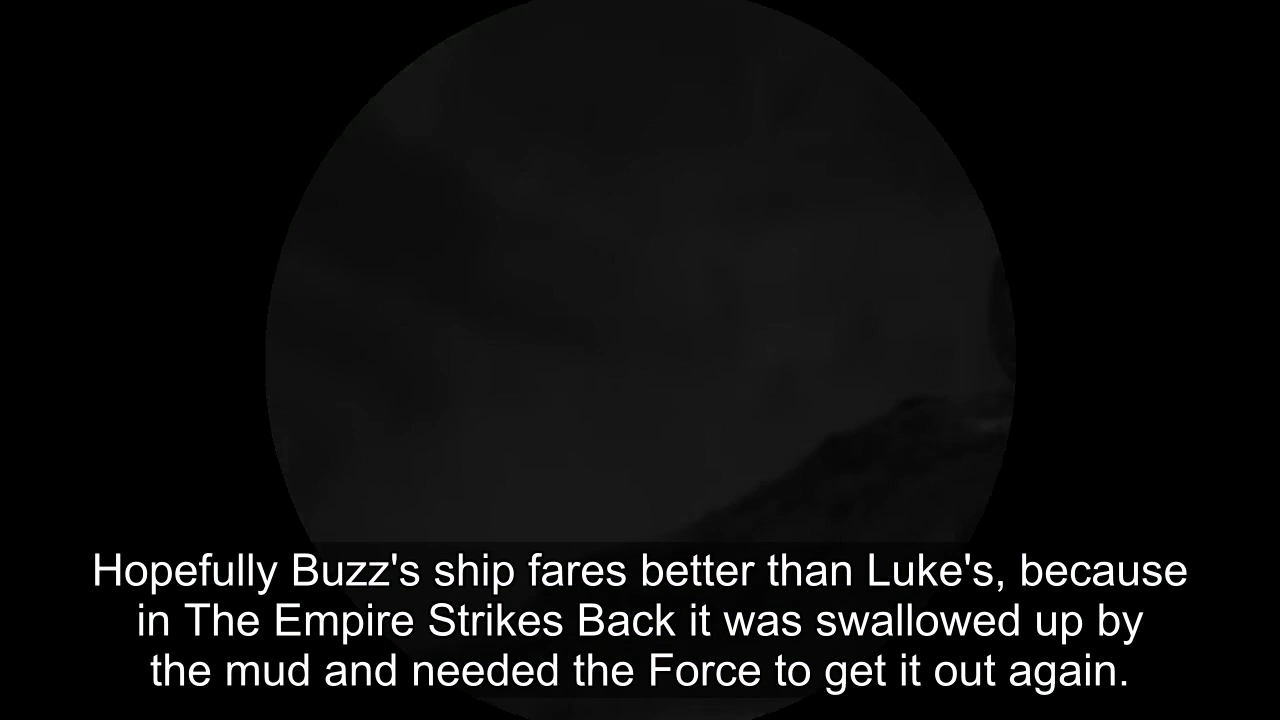 Hopefully Buzz's ship fares better than Luke's, because
in The Empire Strikes Back it was swallowed up by
the mud and needed the Force to get it out again.